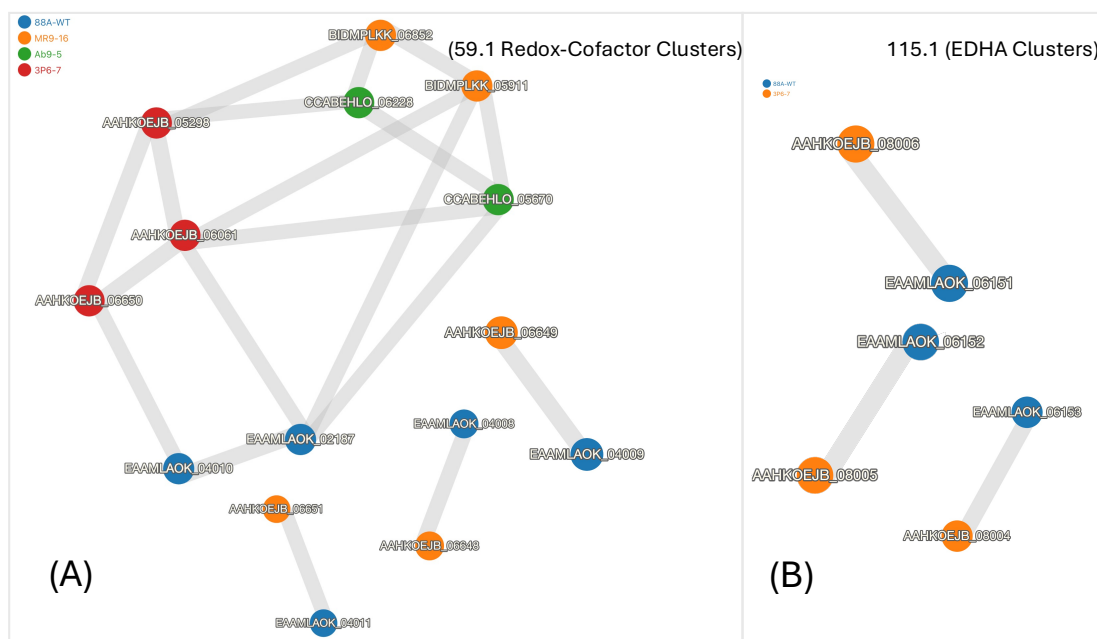 88A-WT
MR9-16
Ab9-5
3P6-7
(59.1 Redox-Cofactor Clusters)
BIDMPLKK_06852
BIDMPLKK_05911
CCABEHLO_06228
AAHKOEJB_05298
CCABEHLO_05670
AAHKOEJB_06061
AAHKOEJB_06650
AAHKOEJB_06649
EAAMLAOK_04008
EAAMLAOK_02187
EAAMLAOK_04009
EAAMLAOK_04010
AAHKOEJB_06651
AAHKOEJB_06648
EAAMLAOK_04011
(A)
115.1 (EDHA Clusters)
88A-WT
3P6-7
AAHKOEJB_08006
EAAMLAOK_06151
EAAMLAOK_06152
EAAMLAOK_06153
AAHKOEJB_08005
AAHKOEJB_08004
(B)